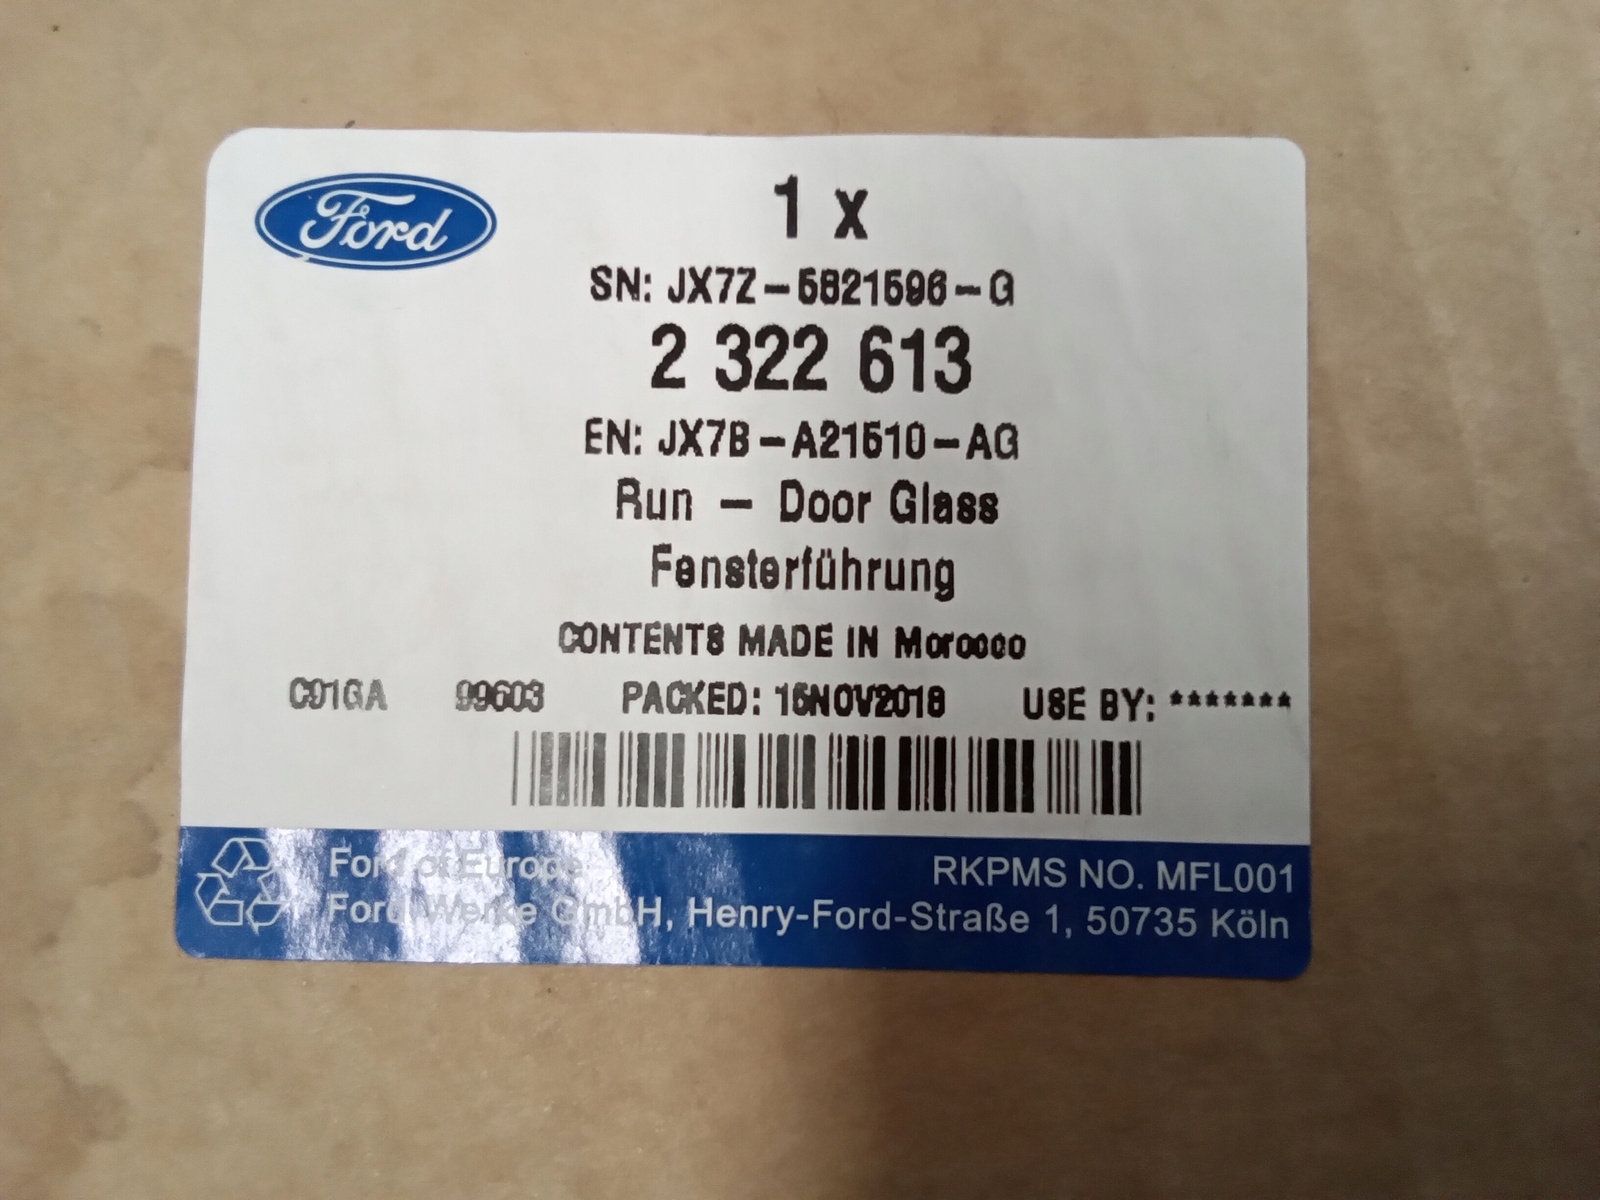 Ford
1 x
SN: JX7Z-5821596-G
2 322 613
EN: JX7B-A21510-AG
Run - Door Glass
Fensterführung
CONTENTS MADE IN Morocco
C91GA 99603 PACKED: 15NOV2018 USE BY: *******
Ford of Europe
RKPMS NO. MFL001
Ford-Werke GmbH, Henry-Ford-Straße 1, 50735 Köln